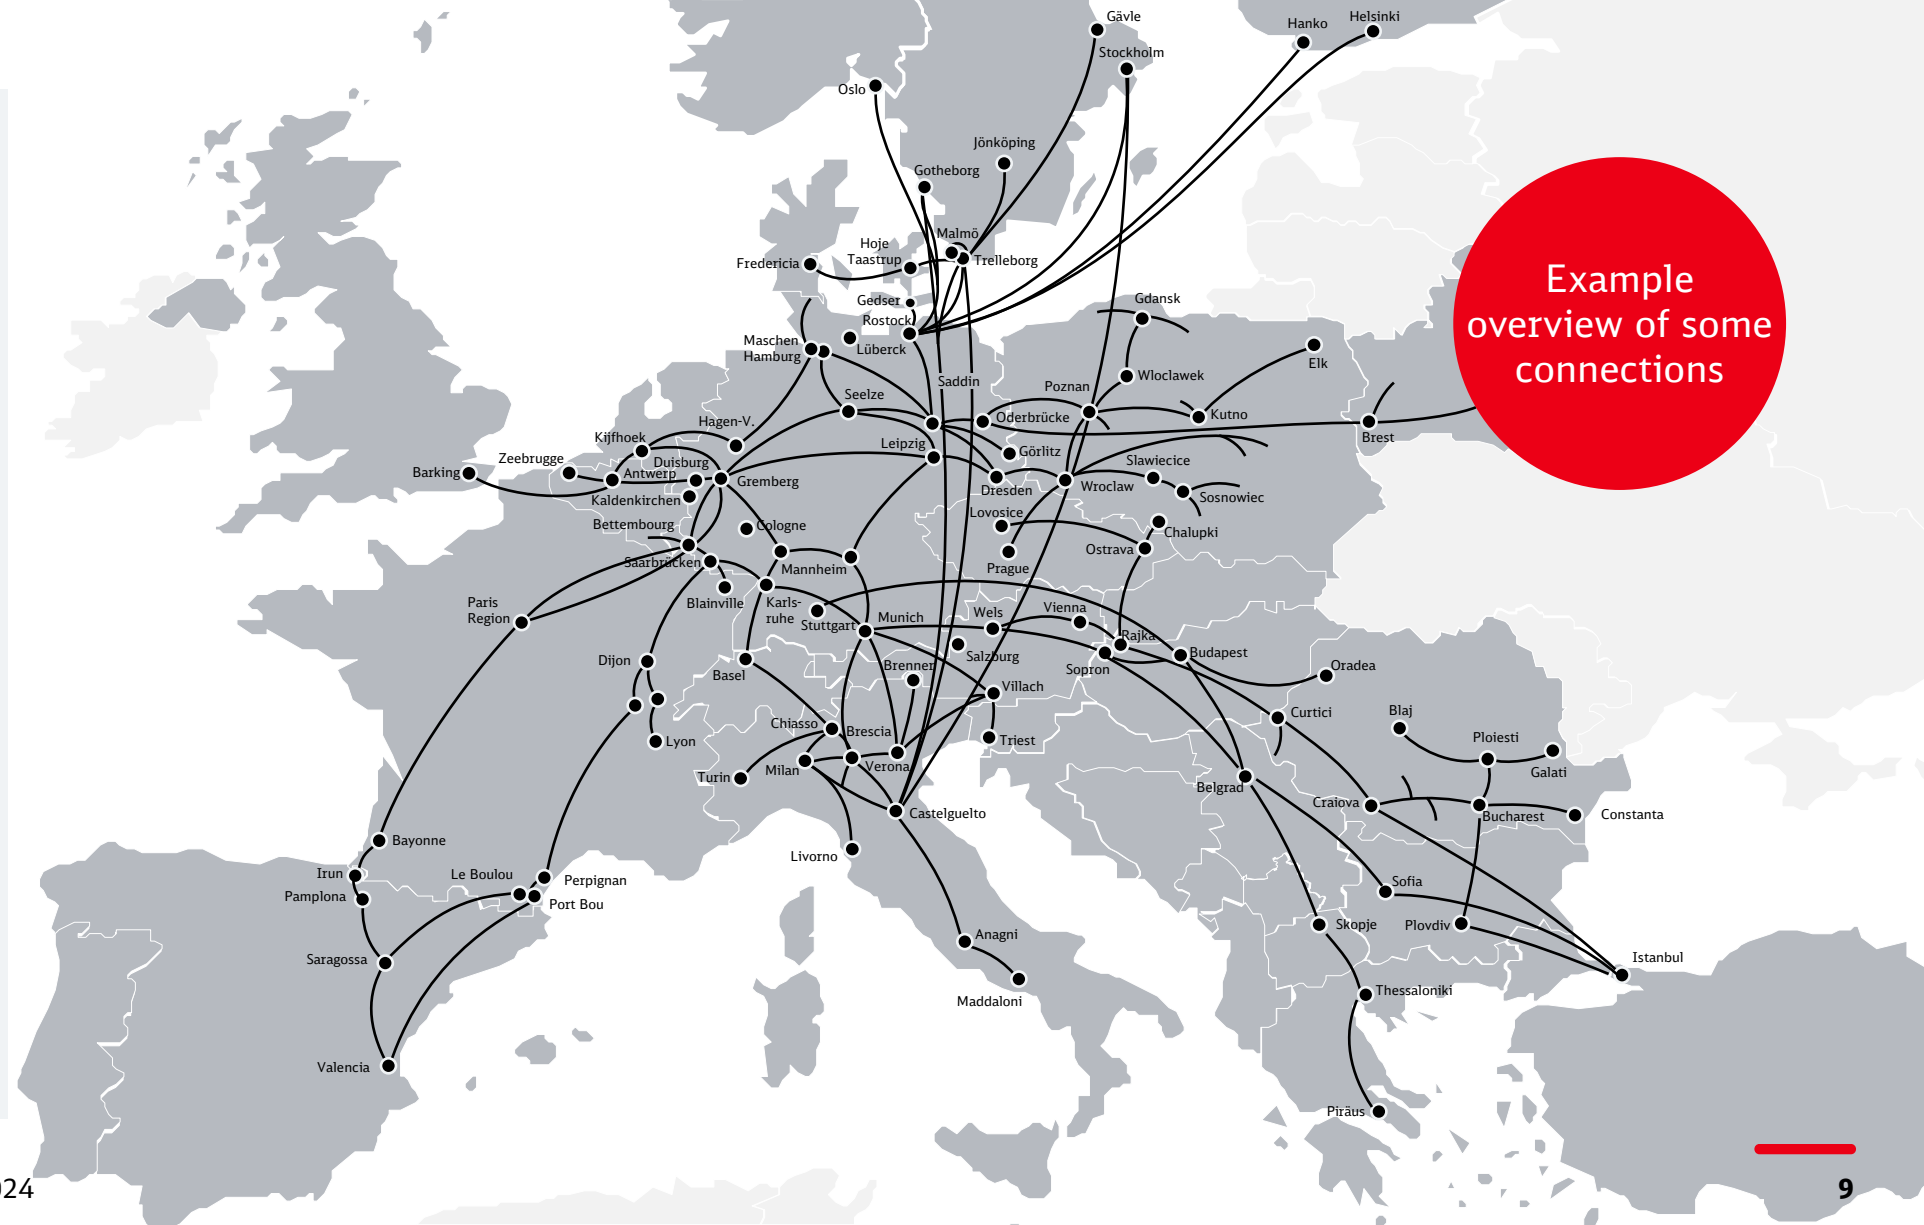 Gävle
Hanko
Helsinki
Stockholm
Oslo
Jönköping
Gotheborg
Malmö
Hoje
Taastrup
Fredericia
Trelleborg
Example
overview of some
connections
Gedser
Gdansk
Rostock
Maschen
Hamburg
Lüberck
Elk
Saddin
Poznan
Wloclawek
Seelze
Hagen-V.
Oderbrücke
Kutno
Kijfhoek
Brest
Leipzig
Görlitz
Zeebrugge
Duisburg
Slawiecice
Barking
Antwerp
Gremberg
Dresden
Wroclaw
Kaldenkirchen
Sosnowiec
Lovosice
Bettembourg
Cologne
Chalupki
Ostrava
Saarbrücken
Mannheim
Prague
Paris
Region
Blainville
Karls-
ruhe
Stuttgart
Munich
Wels
Vienna
Rajka
Salzburg
Budapest
Dijon
Basel
Brenner
Sopron
Oradea
Villach
Chiasso
Brescia
Curtici
Blaj
Lyon
Triest
Ploiesti
Turin
Milan
Verona
Galati
Belgrad
Craiova
Castelguelto
Bucharest
Constanta
Bayonne
Livorno
Irun
Le Boulou
Perpignan
Sofia
Pamplona
Port Bou
Skopje
Plovdiv
Anagni
Saragossa
Istanbul
Maddaloni
Thessaloniki
Valencia
Piräus
024
9